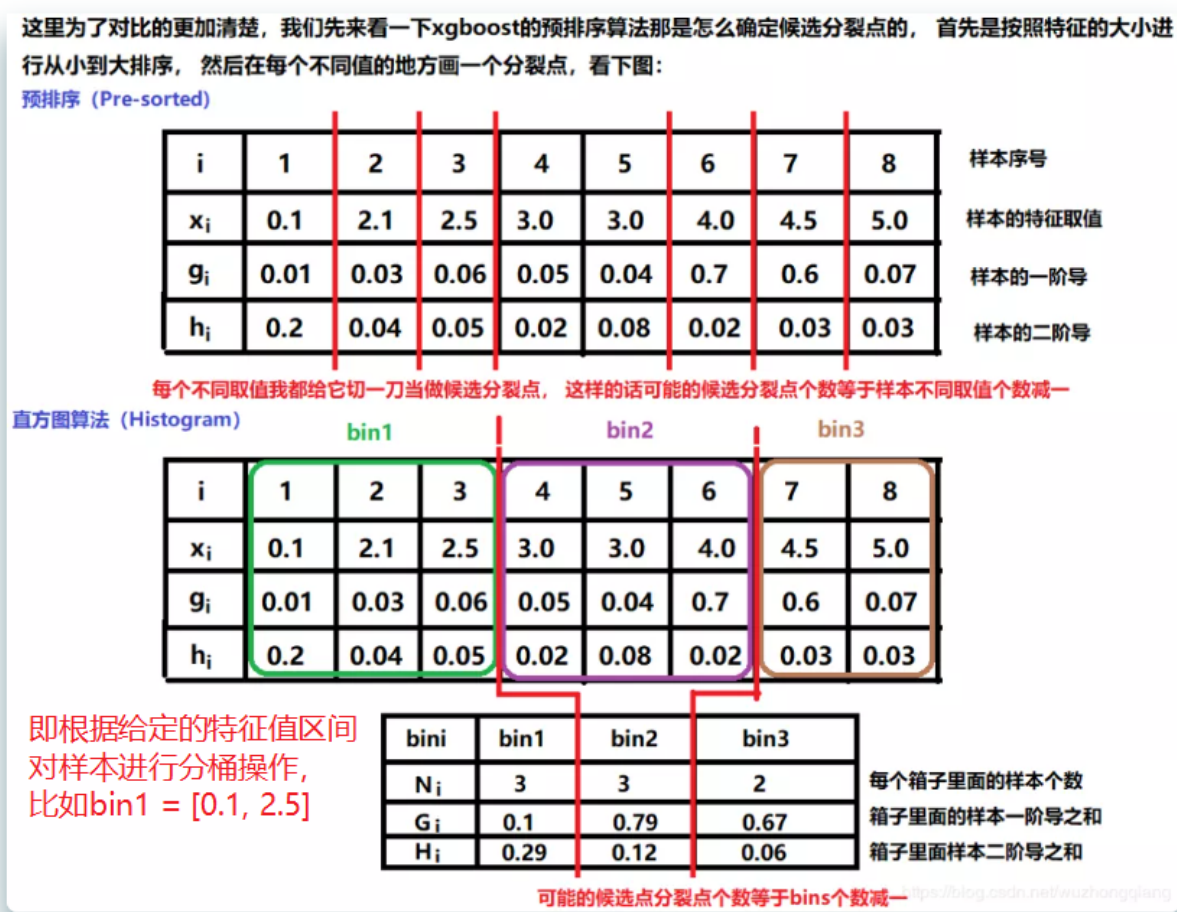 这里为了对比的更加清楚，我们先来看一下xgboost的预排序算法那是怎么确定候选分裂点的， 首先是按照特征的大小进
行从小到大排序， 然后在每个不同值的地方画一个分裂点，看下图：
预排序（Pre-sorted）
i 1 2 3 4 5 6 7 8 样本序号
xi 0.1 2.1 2.5 3.0 3.0 4.0 4.5 5.0 样本的特征取值
gi 0.01 0.03 0.06 0.05 0.04 0.7 0.6 0.07 样本的一阶导
hi 0.2 0.04 0.05 0.02 0.08 0.02 0.03 0.03 样本的二阶导
每个不同取值我都给它切一刀当做候选分裂点， 这样的话可能的候选分裂点个数等于样本不同取值个数减一
直方图算法（Histogram）
bin1 bin2 bin3
i 1 2 3 4 5 6 7 8
xi 0.1 2.1 2.5 3.0 3.0 4.0 4.5 5.0
gi 0.01 0.03 0.06 0.05 0.04 0.7 0.6 0.07
hi 0.2 0.04 0.05 0.02 0.08 0.02 0.03 0.03
即根据给定的特征值区间
对样本进行分桶操作，
比如bin1 = [0.1, 2.5]
bini bin1 bin2 bin3
Ni 3 3 2 每个箱子里面的样本个数
Gi 0.1 0.79 0.67 箱子里面的样本一阶导之和
Hi 0.29 0.12 0.06 箱子里面样本二阶导之和
可能的候选点分裂点个数等于bins个数减一
https://blog.csdn.net/wuzhongqiang